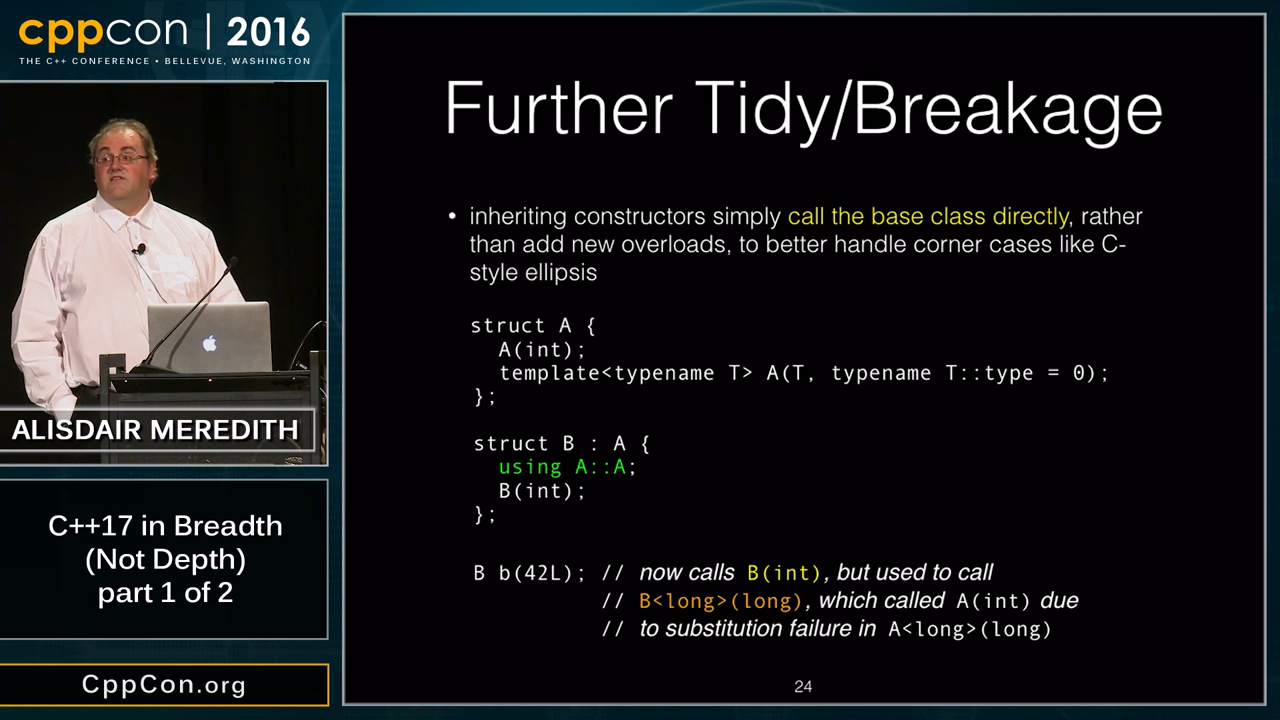 cppcon | 2016
THE C++ CONFERENCE • BELLEVUE, WASHINGTON
ALISDAIR MEREDITH
C++17 in Breadth
(Not Depth)
part 1 of 2
CppCon.org
Further Tidy/Breakage
• inheriting constructors simply call the base class directly, rather
than add new overloads, to better handle corner cases like C-
style ellipsis
struct A {
A(int);
template<typename T> A(T, typename T::type = 0);
};
struct B : A {
using A::A;
B(int);
};
B b(42L); // now calls B(int), but used to call
// B<long>(long), which called A(int) due
// to substitution failure in A<long>(long)
24